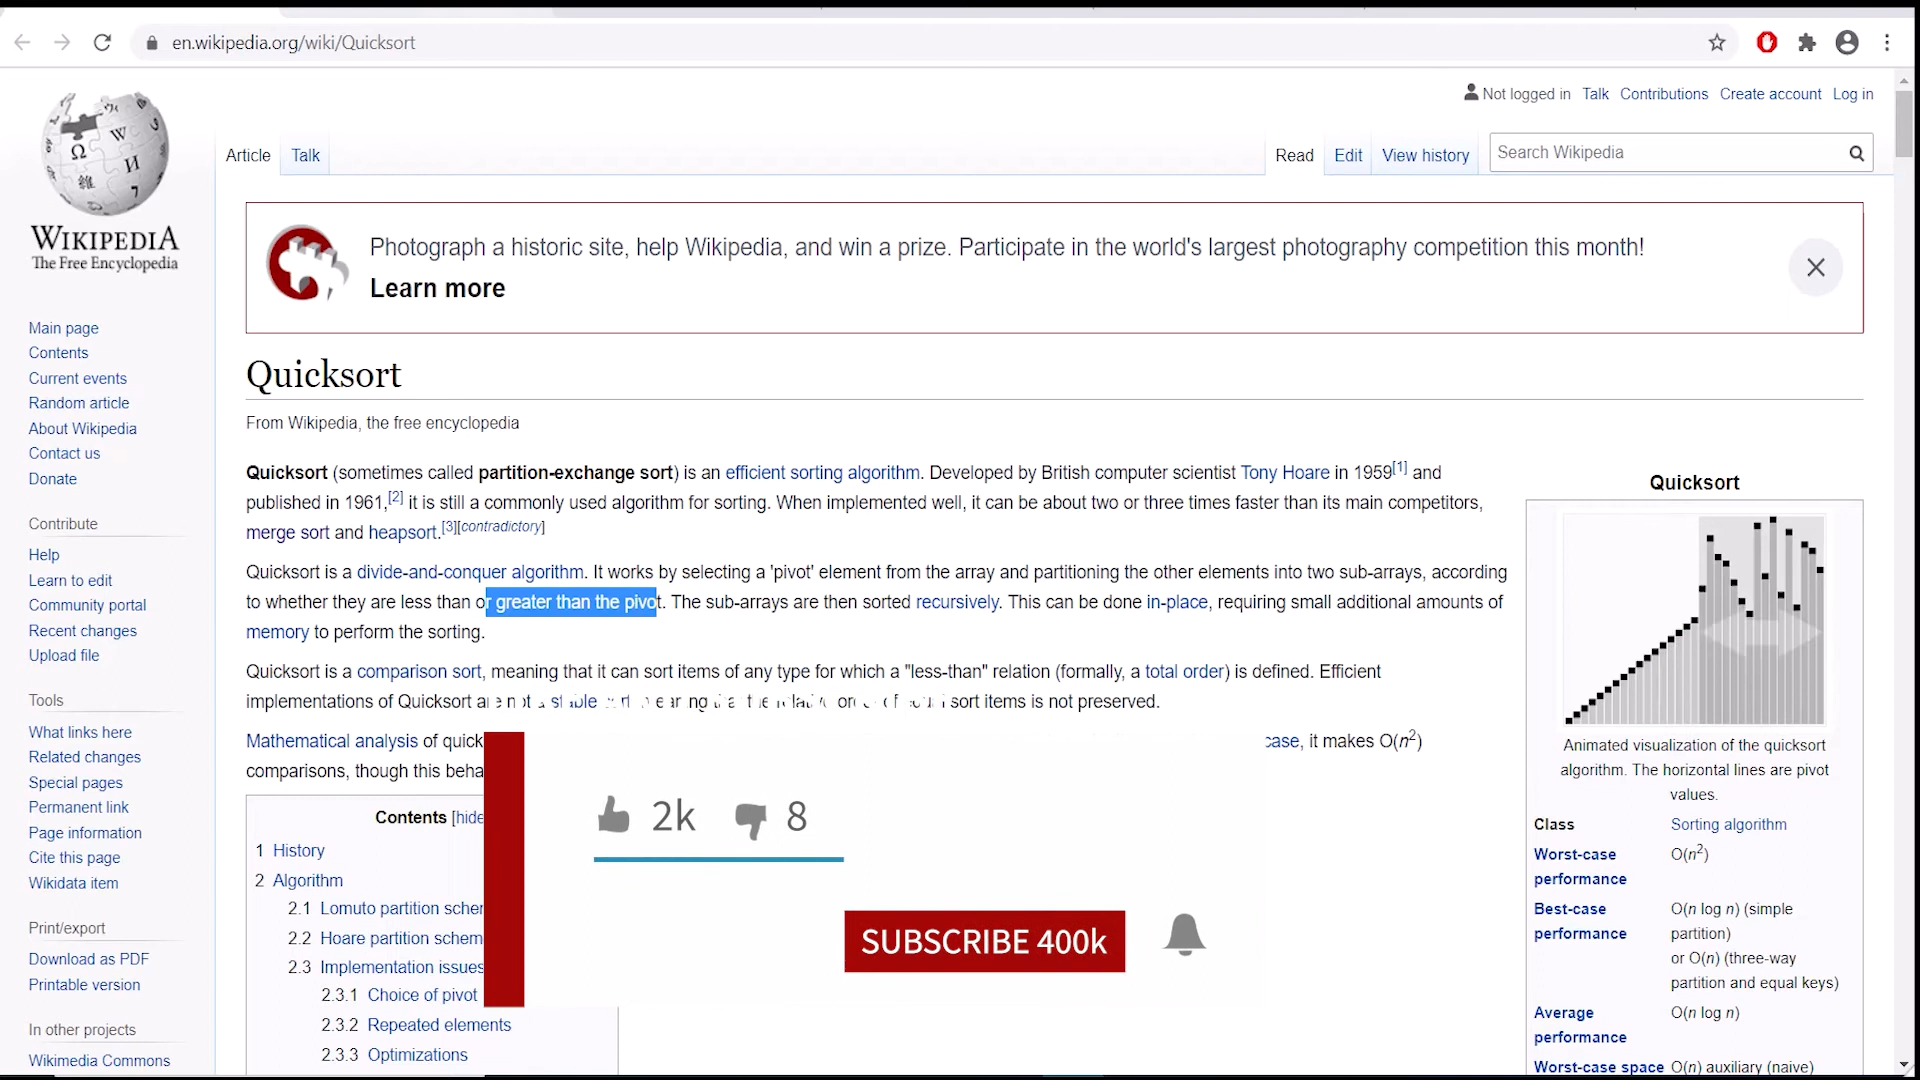 en.wikipedia.org/wiki/Quicksort
Not logged in Talk Contributions Create account Log in
Article Talk Read Edit View history Search Wikipedia
WIKIPEDIA
The Free Encyclopedia
Photograph a historic site, help Wikipedia, and win a prize. Participate in the world's largest photography competition this month!
Learn more
Main page
Contents
Current events
Random article
About Wikipedia
Contact us
Donate
Contribute
Help
Learn to edit
Community portal
Recent changes
Upload file
Tools
What links here
Related changes
Special pages
Permanent link
Page information
Cite this page
Wikidata item
Print/export
Download as PDF
Printable version
In other projects
Wikimedia Commons
Quicksort
From Wikipedia, the free encyclopedia
Quicksort (sometimes called partition-exchange sort) is an efficient sorting algorithm. Developed by British computer scientist Tony Hoare in 1959[1] and
published in 1961,[2] it is still a commonly used algorithm for sorting. When implemented well, it can be about two or three times faster than its main competitors,
merge sort and heapsort.[3][contradictory]
Quicksort is a divide-and-conquer algorithm. It works by selecting a 'pivot' element from the array and partitioning the other elements into two sub-arrays, according
to whether they are less than or greater than the pivot. The sub-arrays are then sorted recursively. This can be done in-place, requiring small additional amounts of
memory to perform the sorting.
Quicksort is a comparison sort, meaning that it can sort items of any type for which a "less-than" relation (formally, a total order) is defined. Efficient
implementations of Quicksort are not a stable sort, sort items is not preserved.
Mathematical analysis of quick case, it makes O(n²)
comparisons, though this beha
Contents [hide
1 History
2 Algorithm
2.1 Lomuto partition schem
2.2 Hoare partition schem
2.3 Implementation issues
2.3.1 Choice of pivot
2.3.2 Repeated elements
2.3.3 Optimizations
2k 8
SUBSCRIBE 400k
Quicksort
Animated visualization of the quicksort
algorithm. The horizontal lines are pivot
values.
Class Sorting algorithm
Worst-case O(n²)
performance
Best-case O(n log n) (simple
performance partition)
or O(n) (three-way
partition and equal keys)
Average O(n log n)
performance
Worst-case space O(n) auxiliary (naive)